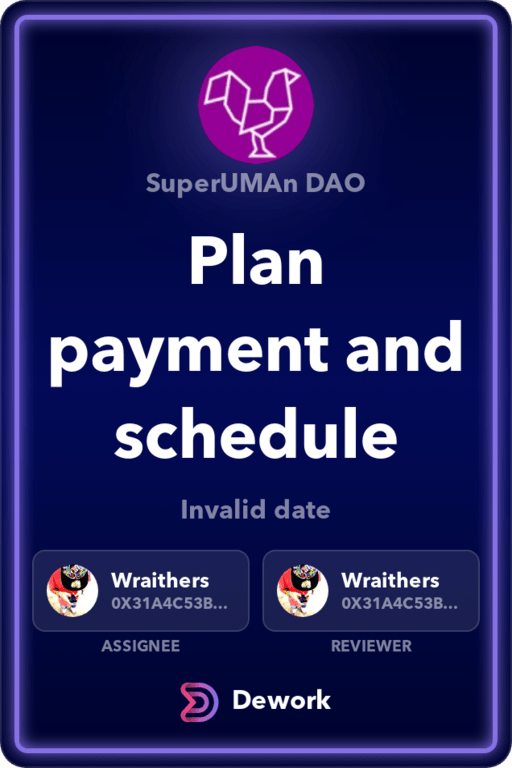 SuperUMAn DAO
Plan
payment and
schedule
Invalid date
Wraithers
0X31A4C53B...
ASSIGNEE
Wraithers
0X31A4C53B...
REVIEWER
Dework